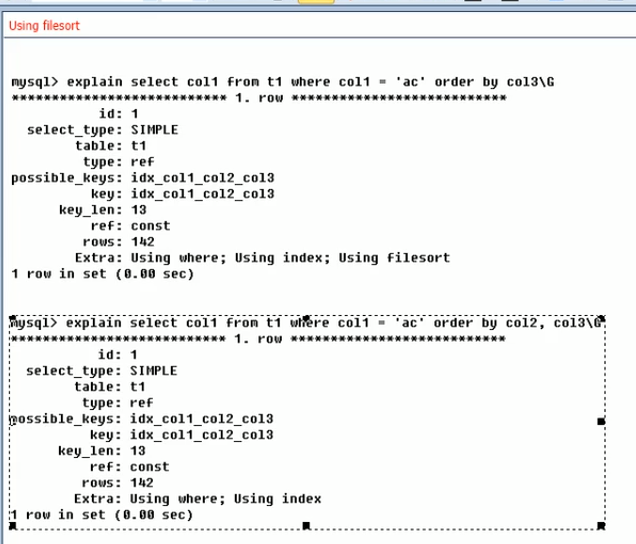 Using filesort
mysql> explain select col1 from t1 where col1 = 'ac' order by col3\G
*************************** 1. row ***************************
id: 1
select_type: SIMPLE
table: t1
type: ref
possible_keys: idx_col1_col2_col3
key: idx_col1_col2_col3
key_len: 13
ref: const
rows: 142
Extra: Using where; Using index; Using filesort
1 row in set (0.00 sec)
mysql> explain select col1 from t1 where col1 = 'ac' order by col2, col3\G
*************************** 1. row ***************************
id: 1
select_type: SIMPLE
table: t1
type: ref
possible_keys: idx_col1_col2_col3
key: idx_col1_col2_col3
key_len: 13
ref: const
rows: 142
Extra: Using where; Using index
1 row in set (0.00 sec)